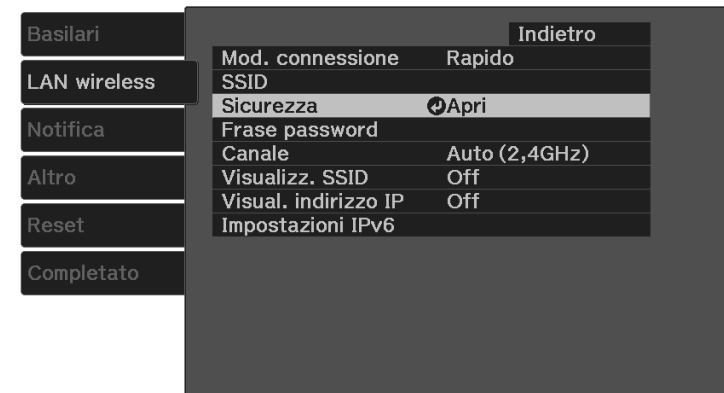 Basilari
LAN wireless
Notifica
Altro
Reset
Completato
Indietro
Mod. connessione Rapido
SSID
Sicurezza Apri
Frase password
Canale Auto (2,4GHz)
Visualizz. SSID Off
Visual. indirizzo IP Off
Impostazioni IPv6